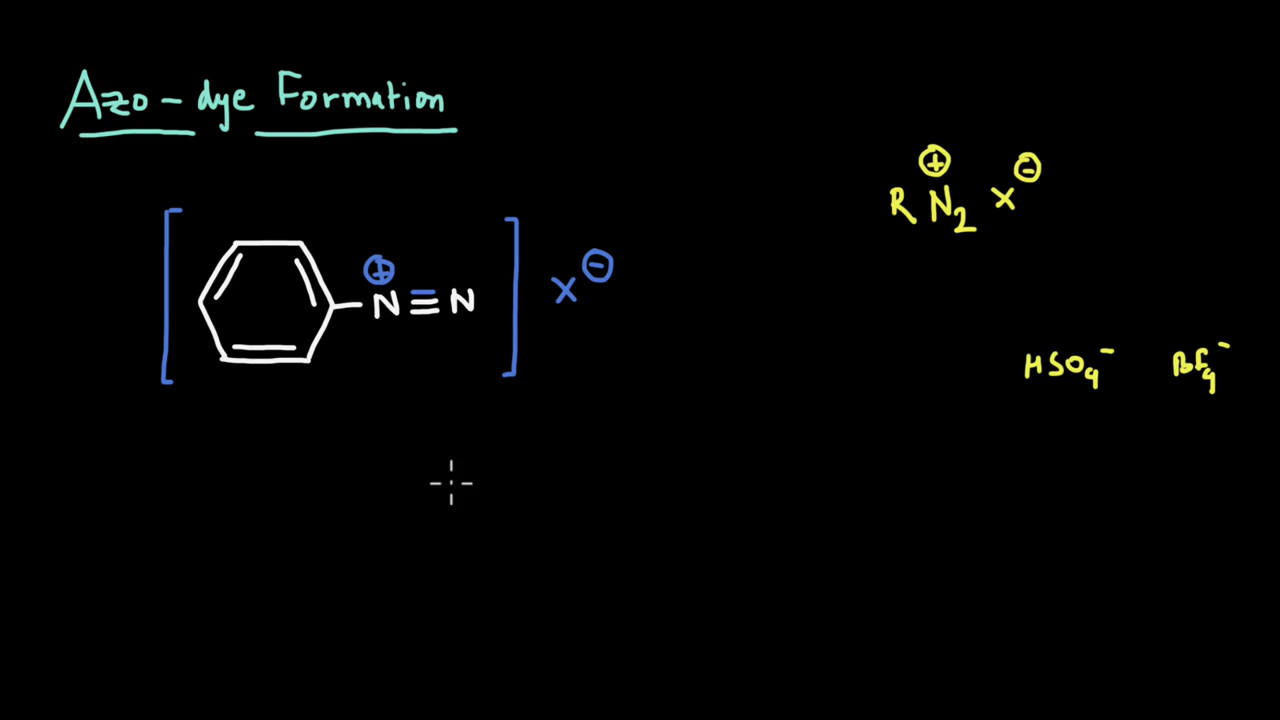 Azo-dye Formation
R N₂⁺ X⁻
[ N⁺≡N ] X⁻
HSO₄⁻ BF₄⁻